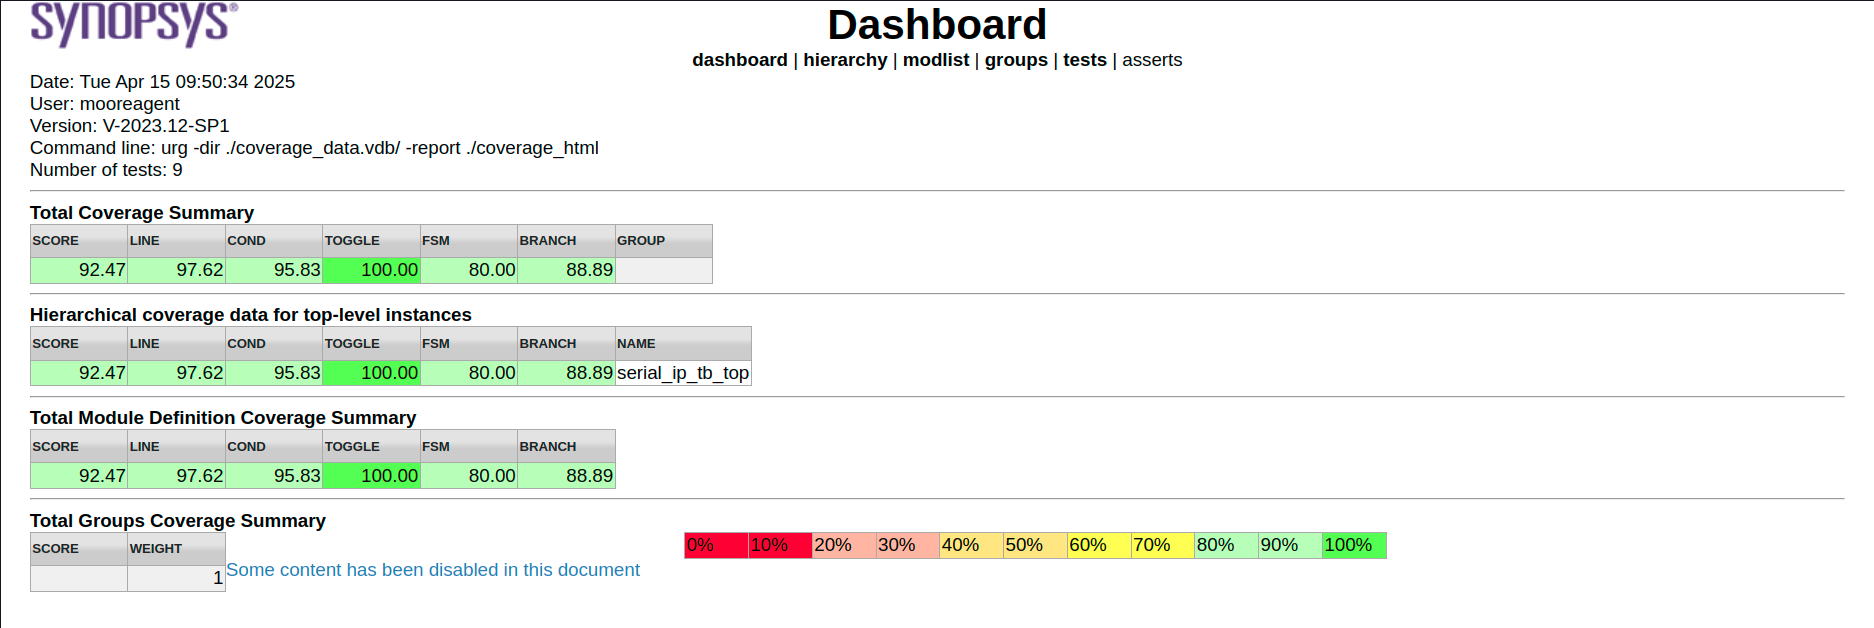 SYNOPSYS®
Dashboard
dashboard | hierarchy | modlist | groups | tests | asserts
Date: Tue Apr 15 09:50:34 2025
User: mooreagent
Version: V-2023.12-SP1
Command line: urg -dir ./coverage_data.vdb/ -report ./coverage_html
Number of tests: 9
Total Coverage Summary
SCORE LINE COND TOGGLE FSM BRANCH GROUP
92.47 97.62 95.83 100.00 80.00 88.89
Hierarchical coverage data for top-level instances
SCORE LINE COND TOGGLE FSM BRANCH NAME
92.47 97.62 95.83 100.00 80.00 88.89 serial_ip_tb_top
Total Module Definition Coverage Summary
SCORE LINE COND TOGGLE FSM BRANCH
92.47 97.62 95.83 100.00 80.00 88.89
Total Groups Coverage Summary
SCORE WEIGHT
1
Some content has been disabled in this document
0% 10% 20% 30% 40% 50% 60% 70% 80% 90% 100%